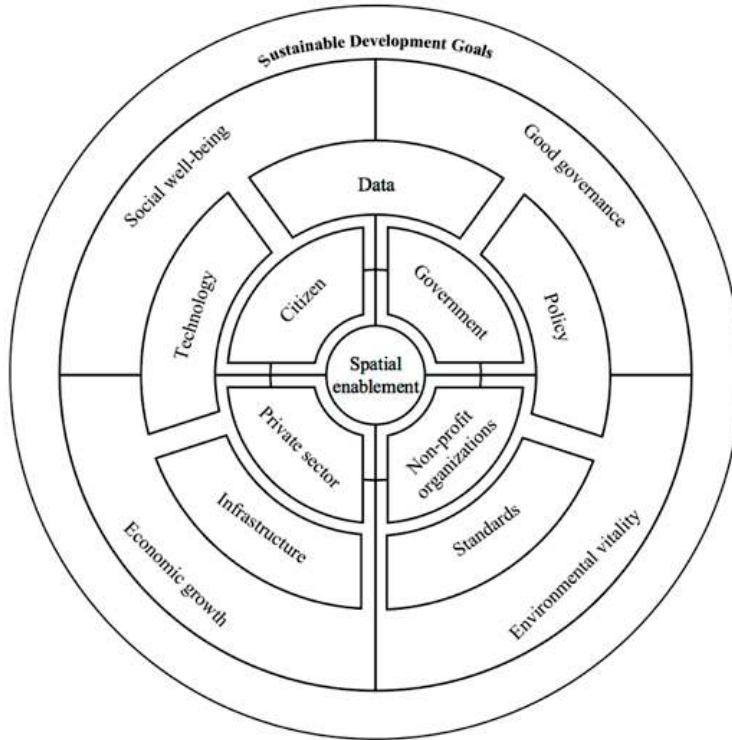 Sustainable Development Goals
Social well-being
Good governance
Data
Technology
Policy
Citizen
Government
Spatial
enablement
Private sector
Non-profit
organizations
Infrastructure
Standards
Economic growth
Environmental vitality